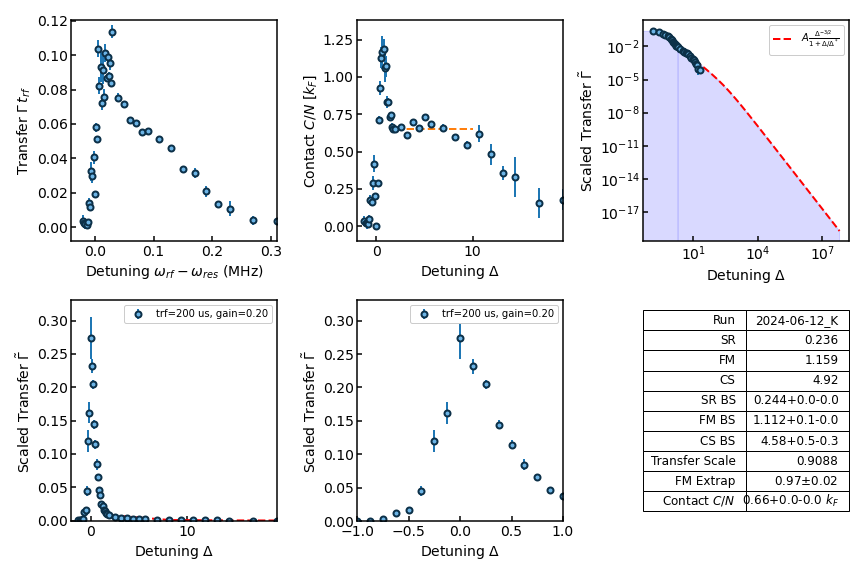 0.12
0.10
0.08
0.06
0.04
0.02
0.00
Transfer Γ t_rf
0.0 0.1 0.2 0.3
Detuning ω_rf − ω_res (MHz)
1.25
1.00
0.75
0.50
0.25
0.00
Contact C/N [k_F]
0 10
Detuning Δ
10⁻²
10⁻⁵
10⁻⁸
10⁻¹¹
10⁻¹⁴
10⁻¹⁷
Scaled Transfer Γ̃
A Δ^{-3/2}/(1+Δ/Δ*)
10¹ 10⁴ 10⁷
Detuning Δ
0.30
0.25
0.20
0.15
0.10
0.05
0.00
Scaled Transfer Γ̃
trf=200 us, gain=0.20
0 10
Detuning Δ
0.30
0.25
0.20
0.15
0.10
0.05
0.00
Scaled Transfer Γ̃
trf=200 us, gain=0.20
−1.0 −0.5 0.0 0.5 1.0
Detuning Δ
Run 2024-06-12_K
SR 0.236
FM 1.159
CS 4.92
SR BS 0.244+0.0-0.0
FM BS 1.112+0.1-0.0
CS BS 4.58+0.5-0.3
Transfer Scale 0.9088
FM Extrap 0.97±0.02
Contact C/N 0.66+0.0-0.0 k_F